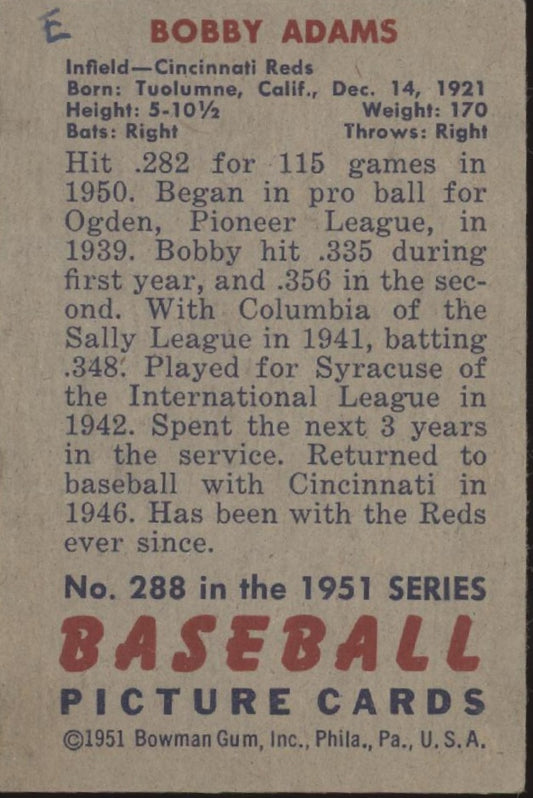 E
BOBBY ADAMS
Infield—Cincinnati Reds
Born: Tuolumne, Calif., Dec. 14, 1921
Height: 5-10½ Weight: 170
Bats: Right Throws: Right
Hit .282 for 115 games in
1950. Began in pro ball for
Ogden, Pioneer League, in
1939. Bobby hit .335 during
first year, and .356 in the sec-
ond. With Columbia of the
Sally League in 1941, batting
.348. Played for Syracuse of
the International League in
1942. Spent the next 3 years
in the service. Returned to
baseball with Cincinnati in
1946. Has been with the Reds
ever since.
No. 288 in the 1951 SERIES
BASEBALL
PICTURE CARDS
©1951 Bowman Gum, Inc., Phila., Pa., U.S.A.